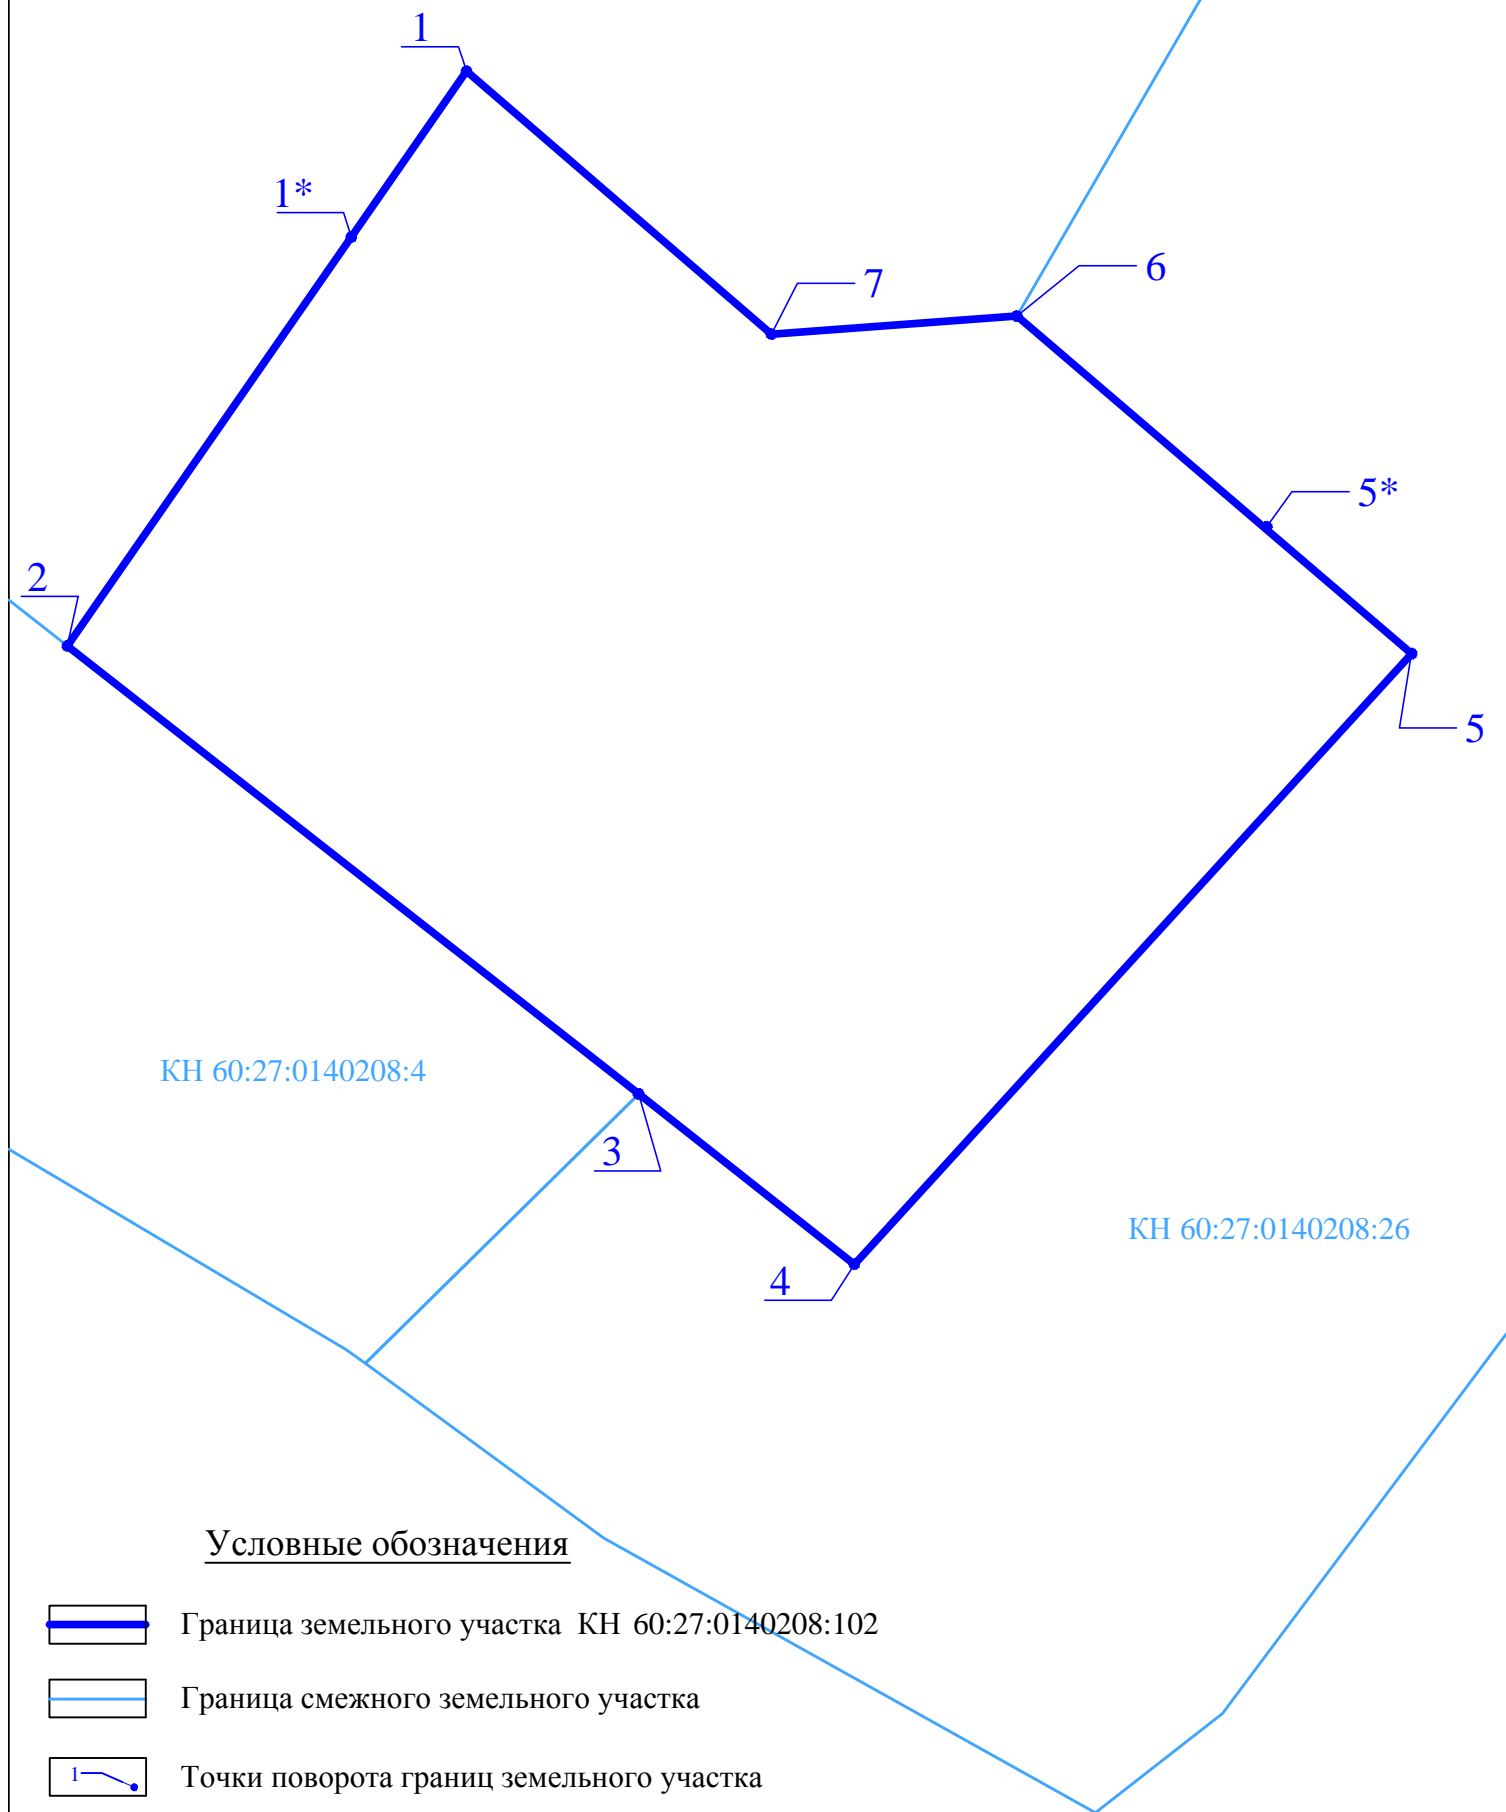 1
1*
7
6
5*
2
5
КН 60:27:0140208:4
3
КН 60:27:0140208:26
4
Условные обозначения
Граница земельного участка КН 60:27:0140208:102
Граница смежного земельного участка
1
Точки поворота границ земельного участка